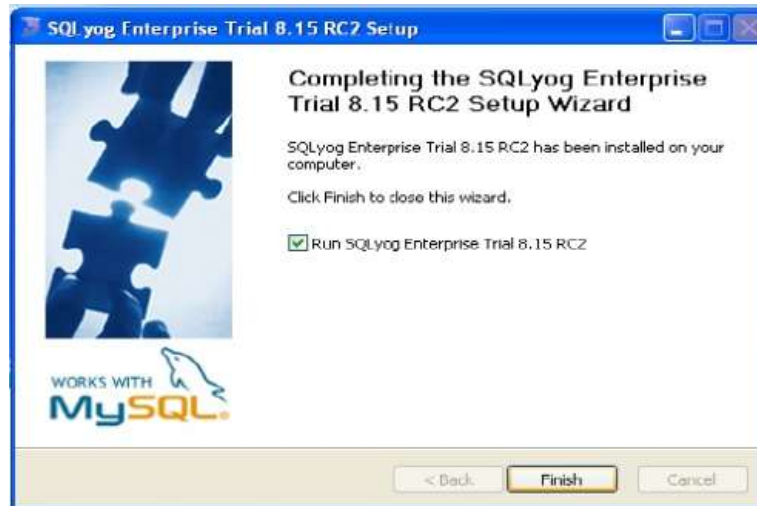 SQLyog Enterprise Trial 8.15 RC2 Setup
Completing the SQLyog Enterprise
Trial 8.15 RC2 Setup Wizard
SQLyog Enterprise Trial 8.15 RC2 has been installed on your
computer.
Click Finish to close this wizard.
Run SQLyog Enterprise Trial 8.15 RC2
WORKS WITH
MySQL®
< Back
Finish
Cancel